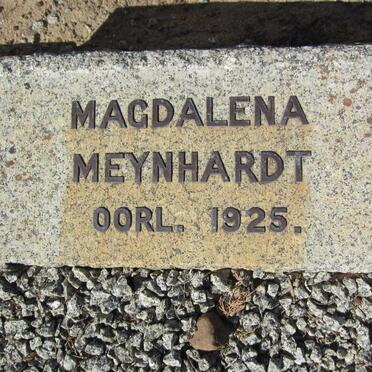 MAGDALENA
MEYNHARDT
OORL. 1925.